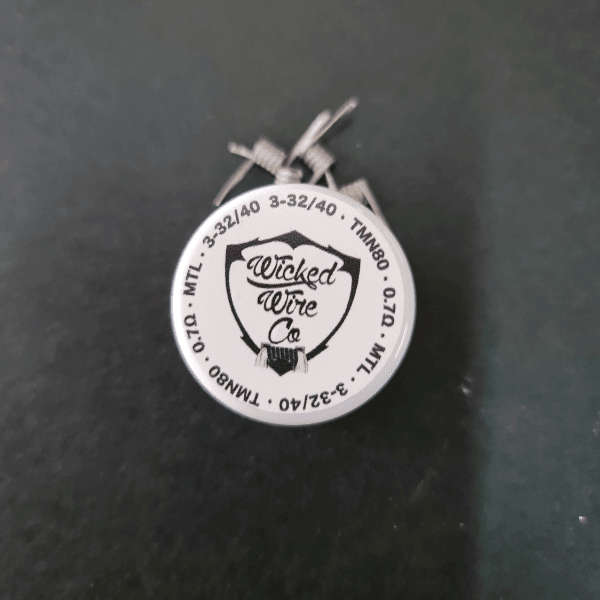 3-32/40 · TMN80 · 0.7Ω · MTL · 3-32/40 · TMN80 · 0.7Ω · MTL · 3-32/40
Wicked
Wire
Co